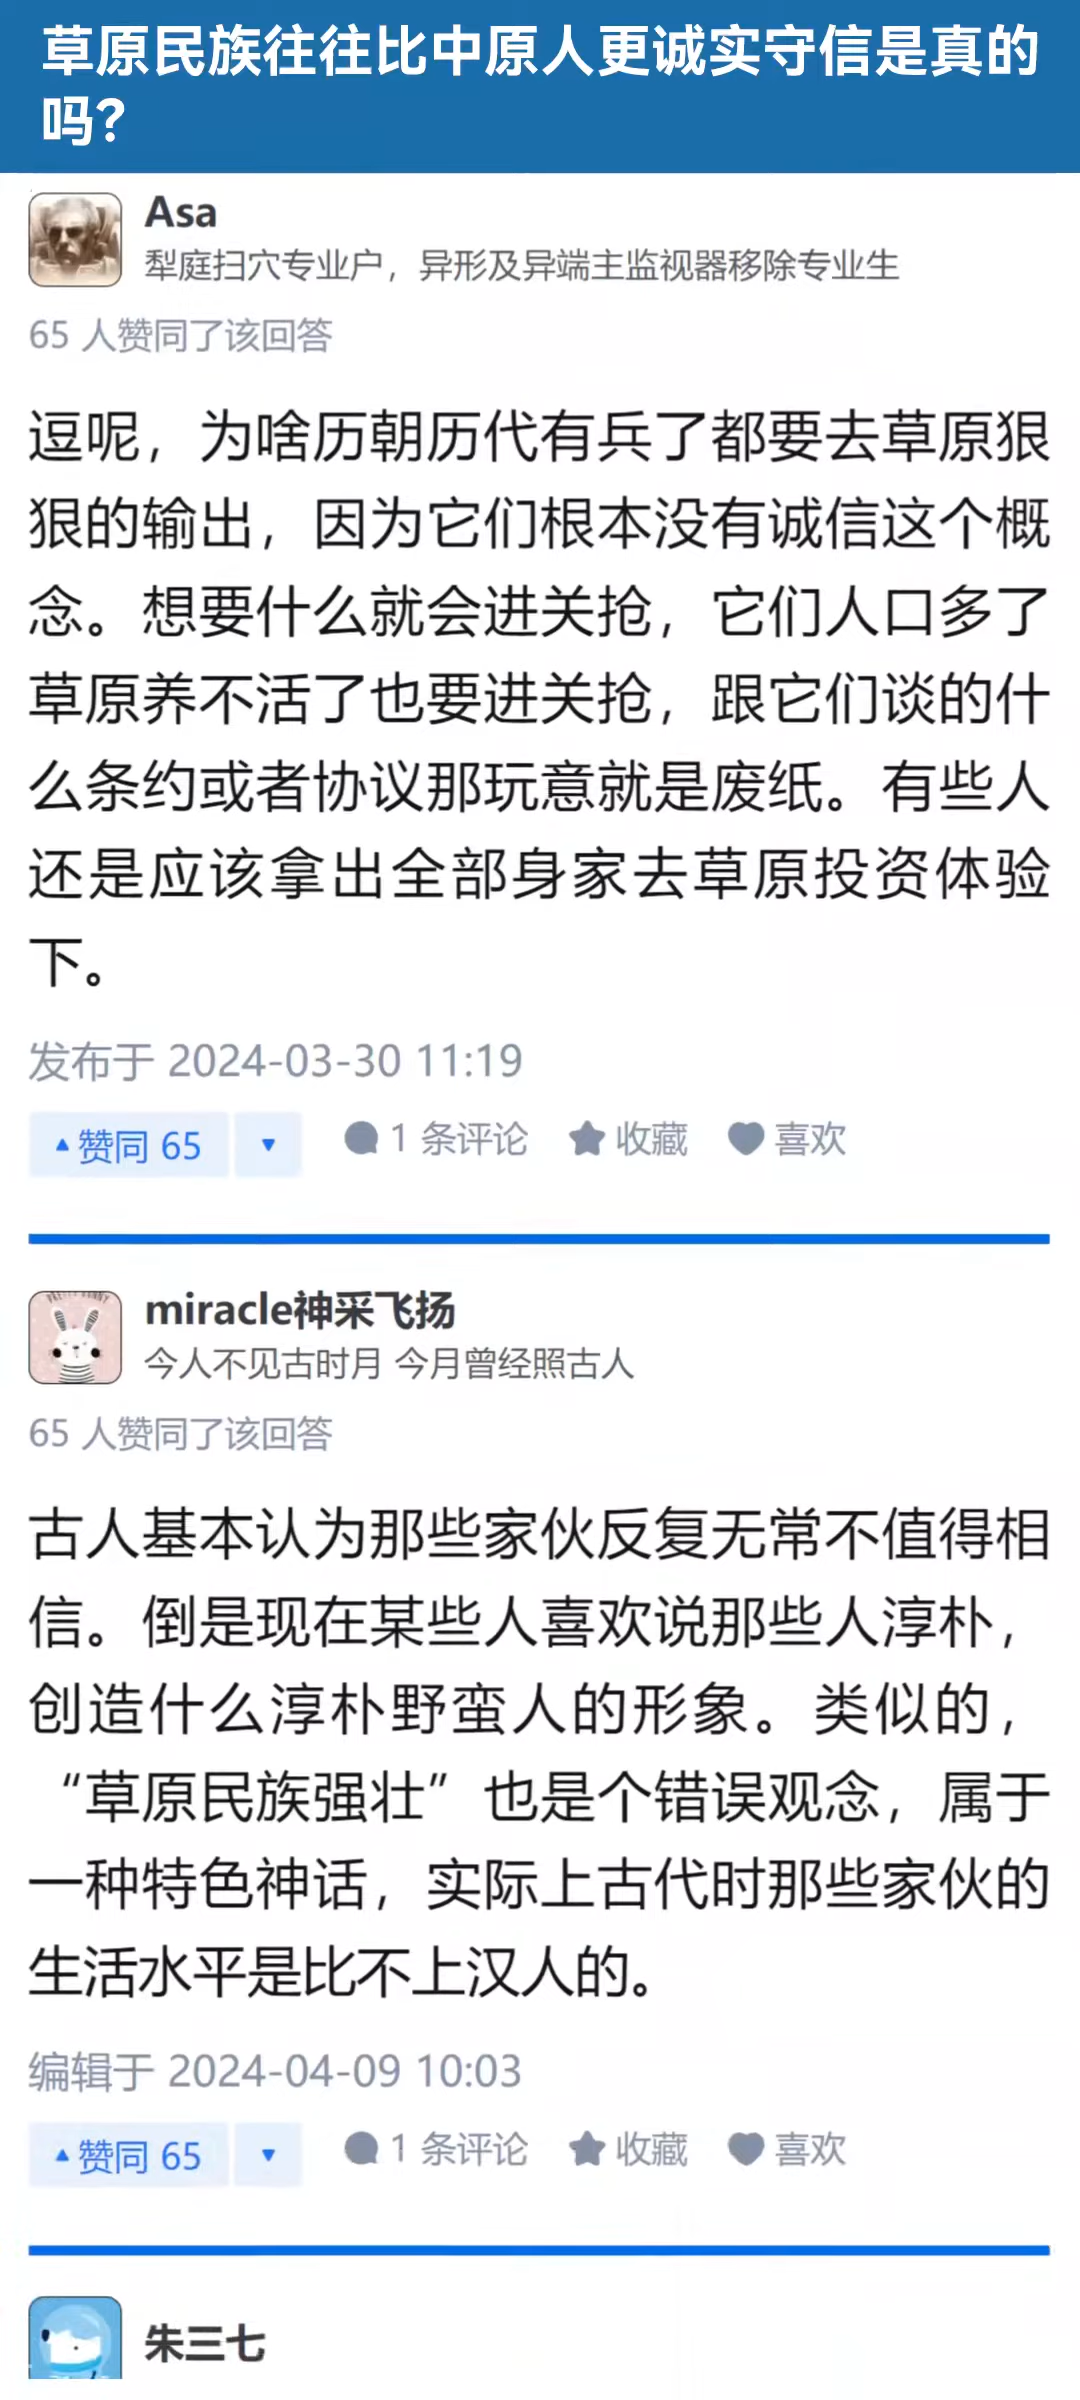 草原民族往往比中原人更诚实守信是真的
吗?
Asa
犁庭扫穴专业户，异形及异端主监视器移除专业生
65 人赞同了该回答
逗呢，为啥历朝历代有兵了都要去草原狠
狠的输出，因为它们根本没有诚信这个概
念。想要什么就会进关抢，它们人口多了
草原养不活了也要进关抢，跟它们谈的什
么条约或者协议那玩意就是废纸。有些人
还是应该拿出全部身家去草原投资体验
下。
发布于 2024-03-30 11:19
赞同 65
1 条评论
收藏
喜欢
miracle神采飞扬
今人不见古时月 今月曾经照古人
65 人赞同了该回答
古人基本认为那些家伙反复无常不值得相
信。倒是现在某些人喜欢说那些人淳朴，
创造什么淳朴野蛮人的形象。类似的，
“草原民族强壮”也是个错误观念，属于
一种特色神话，实际上古代时那些家伙的
生活水平是比不上汉人的。
编辑于 2024-04-09 10:03
赞同 65
1 条评论
收藏
喜欢
朱三七